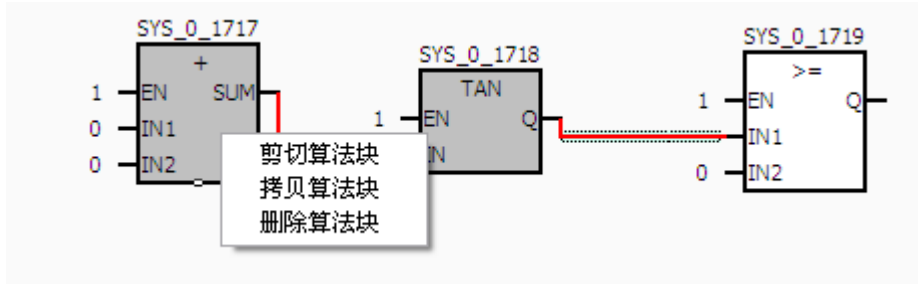 SYS_0_1717
+
1 EN SUM
0 IN1
0 IN2
SYS_0_1718
TAN
1 EN Q
IN
SYS_0_1719
>=
1 EN Q
IN1
0 IN2
剪切算法块
拷贝算法块
删除算法块